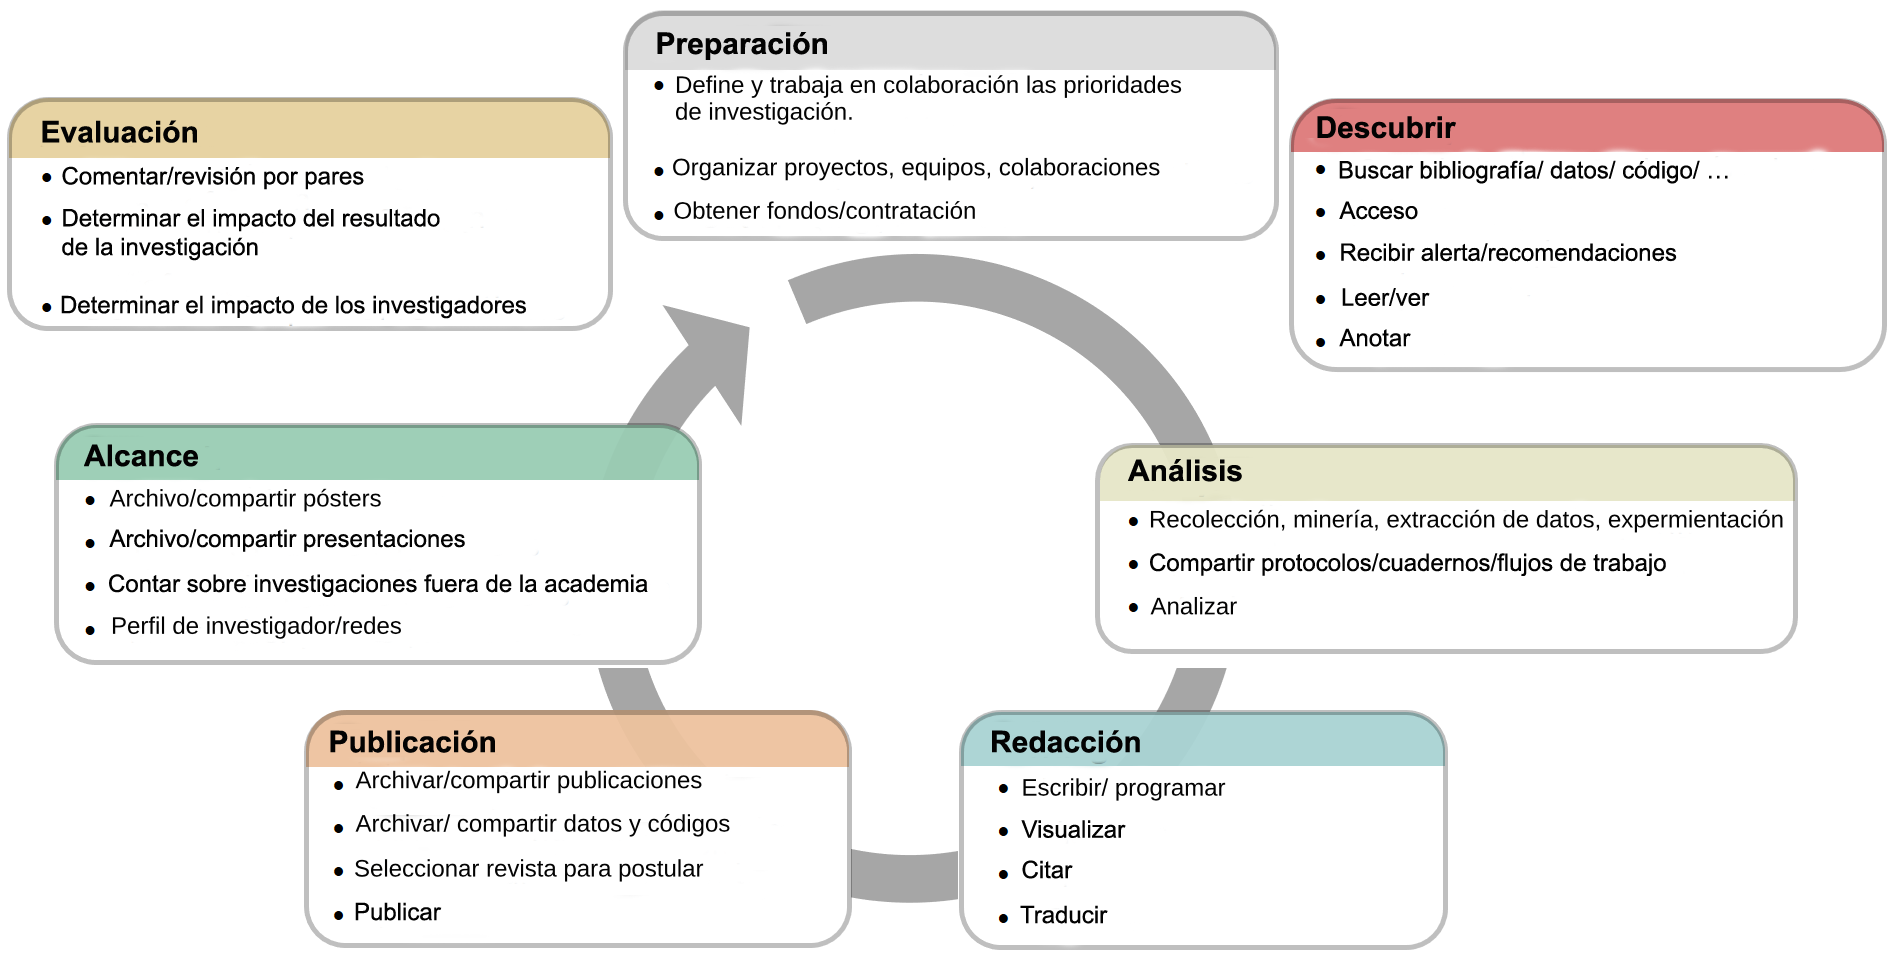 Preparación
• Define y trabaja en colaboración las prioridades
de investigación.
• Organizar proyectos, equipos, colaboraciones
• Obtener fondos/contratación
Descubrir
• Buscar bibliografía/ datos/ código/ …
• Acceso
• Recibir alerta/recomendaciones
• Leer/ver
• Anotar
Análisis
• Recolección, minería, extracción de datos, expermientación
• Compartir protocolos/cuadernos/flujos de trabajo
• Analizar
Redacción
• Escribir/ programar
• Visualizar
• Citar
• Traducir
Publicación
• Archivar/compartir publicaciones
• Archivar/ compartir datos y códigos
• Seleccionar revista para postular
• Publicar
Alcance
• Archivo/compartir pósters
• Archivo/compartir presentaciones
• Contar sobre investigaciones fuera de la academia
• Perfil de investigador/redes
Evaluación
• Comentar/revisión por pares
• Determinar el impacto del resultado
de la investigación
• Determinar el impacto de los investigadores